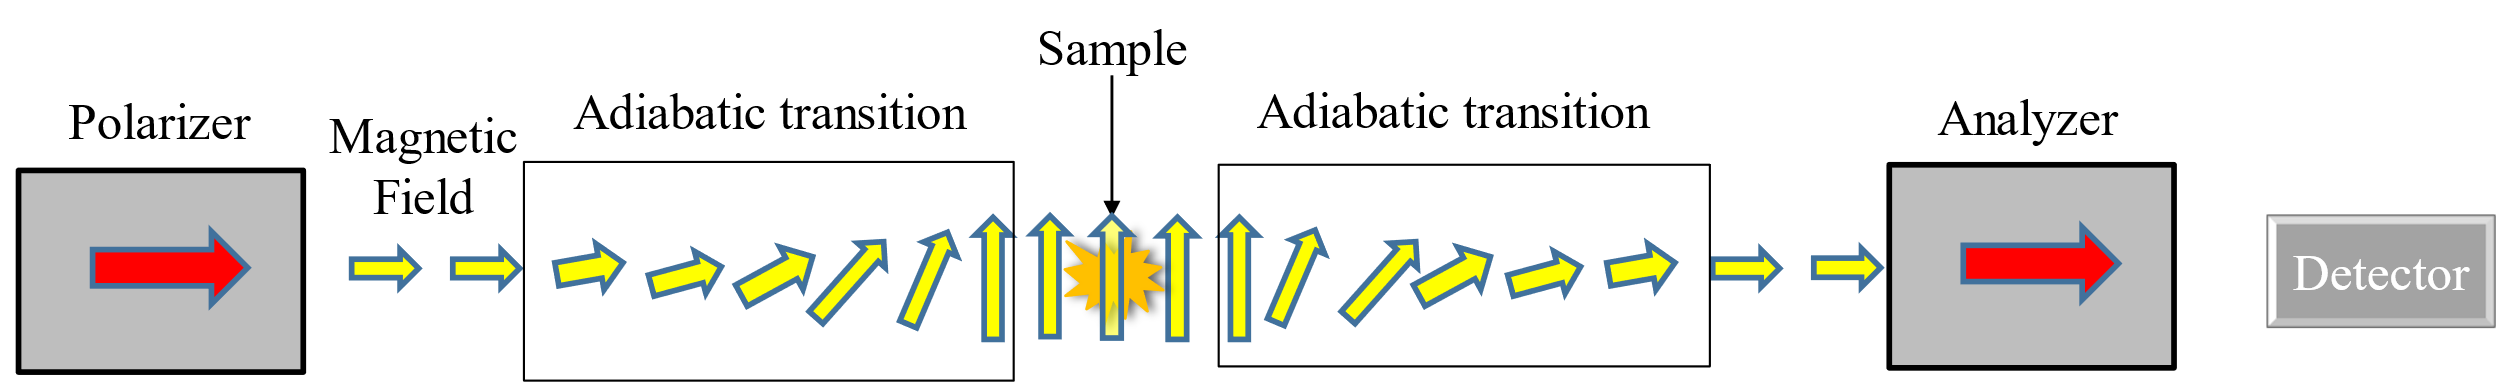 Polarizer
Magnetic
Field
Adiabatic transition
Sample
Adiabatic transition
Analyzer
Detector